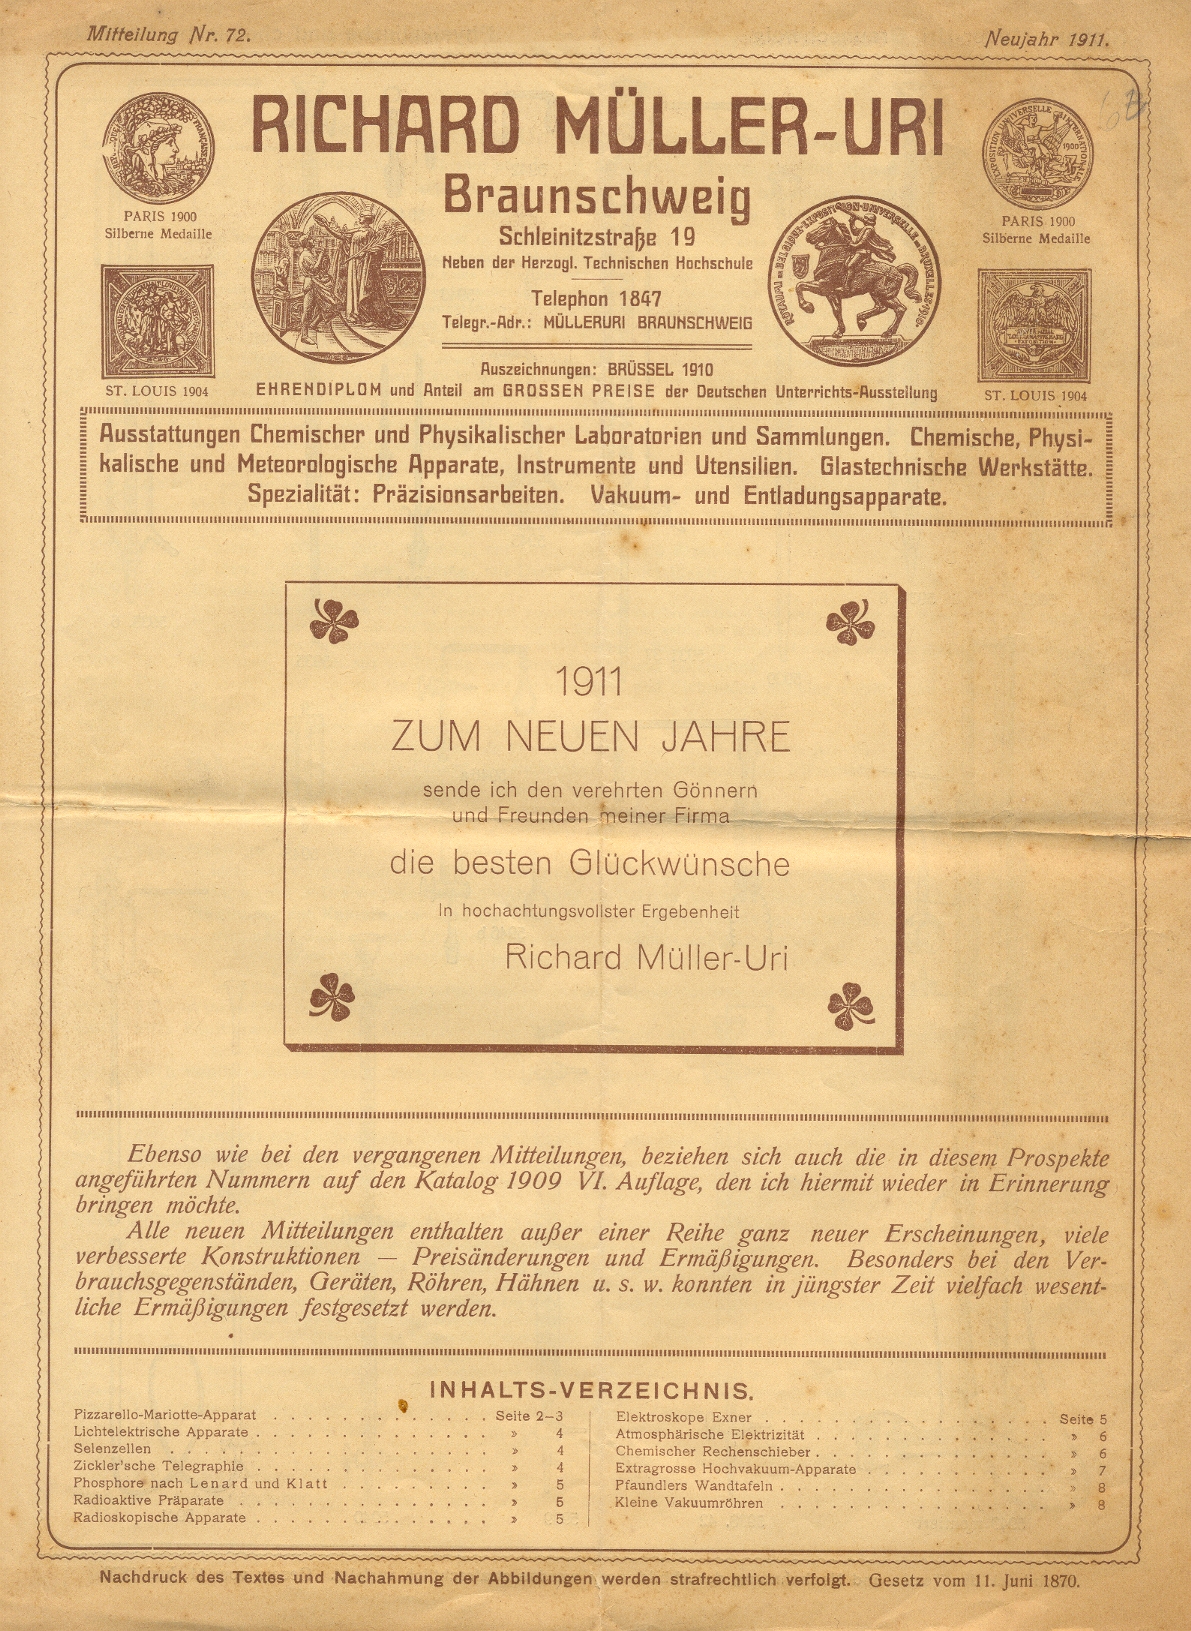 Mitteilung Nr. 72.
Neujahr 1911.
RICHARD MÜLLER-URI
Braunschweig
Schleinitzstraße 19
Neben der Herzogl. Technischen Hochschule
Telephon 1847
Telegr.-Adr.: MÜLLERURI BRAUNSCHWEIG
PARIS 1900
Silberne Medaille
ST. LOUIS 1904
EXPOSITION UNIVERSELLE INTERNATIONALE
1900
PARIS 1900
Silberne Medaille
ST. LOUIS 1904
Auszeichnungen: BRÜSSEL 1910
EHRENDIPLOM und Anteil am GROSSEN PREISE der Deutschen Unterrichts-Ausstellung
Ausstattungen Chemischer und Physikalischer Laboratorien und Sammlungen. Chemische, Physi-
kalische und Meteorologische Apparate, Instrumente und Utensilien. Glastechnische Werkstätte.
Spezialität: Präzisionsarbeiten. Vakuum- und Entladungsapparate.
1911
ZUM NEUEN JAHRE
sende ich den verehrten Gönnern
und Freunden meiner Firma
die besten Glückwünsche
In hochachtungsvollster Ergebenheit
Richard Müller-Uri
Ebenso wie bei den vergangenen Mitteilungen, beziehen sich auch die in diesem Prospekte
angeführten Nummern auf den Katalog 1909 VI. Auflage, den ich hiermit wieder in Erinnerung
bringen möchte.
Alle neuen Mitteilungen enthalten außer einer Reihe ganz neuer Erscheinungen, viele
verbesserte Konstruktionen — Preisänderungen und Ermäßigungen. Besonders bei den Ver-
brauchsgegenständen, Geräten, Röhren, Hähnen u. s. w. konnten in jüngster Zeit vielfach wesent-
liche Ermäßigungen festgesetzt werden.
INHALTS-VERZEICHNIS.
Pizzarello-Mariotte-Apparat . . . . . . . . . . . . . Seite 2–3
Lichtelektrische Apparate . . . . . . . . . . . . . » 4
Selenzellen . . . . . . . . . . . . . . . . . » 4
Zickler'sche Telegraphie . . . . . . . . . . . . . » 4
Phosphore nach Lenard und Klatt . . . . . . . . . » 5
Radioaktive Präparate . . . . . . . . . . . . . . » 5
Radioskopische Apparate . . . . . . . . . . . . . » 5
Elektroskope Exner . . . . . . . . . . . . . . . . Seite 5
Atmosphärische Elektrizität . . . . . . . . . . . . . » 6
Chemischer Rechenschieber . . . . . . . . . . . . . » 6
Extragrosse Hochvakuum-Apparate . . . . . . . . . . . » 7
Pfaundlers Wandtafeln . . . . . . . . . . . . . . . » 8
Kleine Vakuumröhren . . . . . . . . . . . . . . . » 8
Nachdruck des Textes und Nachahmung der Abbildungen werden strafrechtlich verfolgt. Gesetz vom 11. Juni 1870.